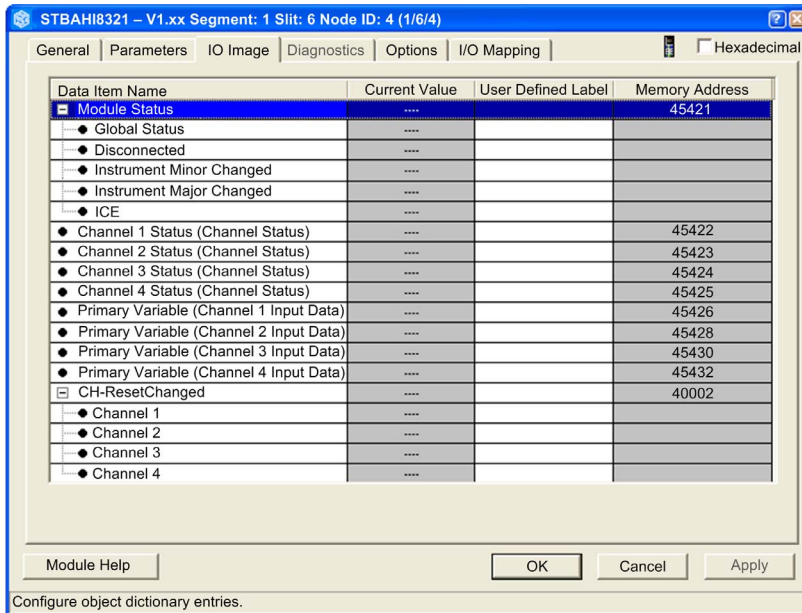 STBAHI8321 – V1.xx Segment: 1 Slit: 6 Node ID: 4 (1/6/4)
General Parameters IO Image Diagnostics Options I/O Mapping Hexadecimal
Data Item Name Current Value User Defined Label Memory Address
Module Status ---- 45421
Global Status ----
Disconnected ----
Instrument Minor Changed ----
Instrument Major Changed ----
ICE ----
Channel 1 Status (Channel Status) ---- 45422
Channel 2 Status (Channel Status) ---- 45423
Channel 3 Status (Channel Status) ---- 45424
Channel 4 Status (Channel Status) ---- 45425
Primary Variable (Channel 1 Input Data) ---- 45426
Primary Variable (Channel 2 Input Data) ---- 45428
Primary Variable (Channel 3 Input Data) ---- 45430
Primary Variable (Channel 4 Input Data) ---- 45432
CH-ResetChanged ---- 40002
Channel 1 ----
Channel 2 ----
Channel 3 ----
Channel 4 ----
Module Help OK Cancel Apply
Configure object dictionary entries.